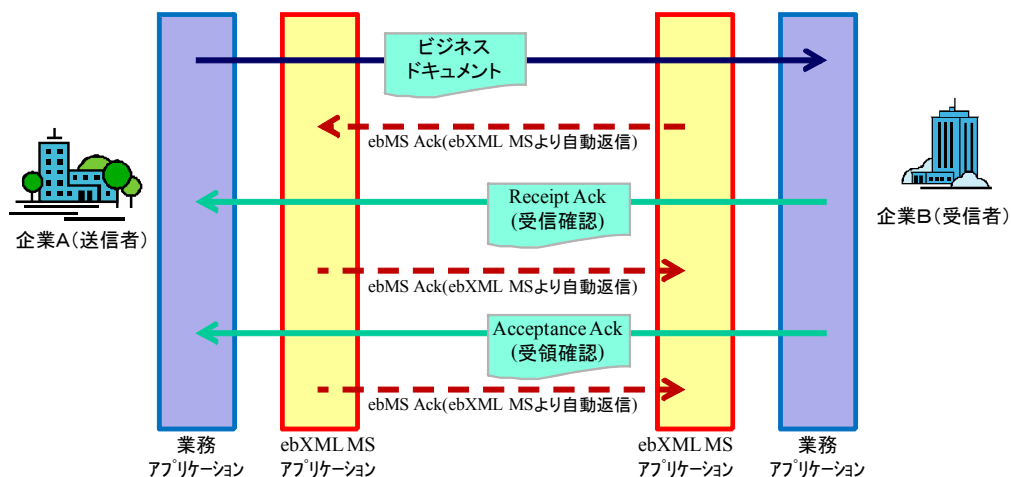 ビジネス
ドキュメント
ebMS Ack(ebXML MSより自動返信)
Receipt Ack
(受信確認)
企業A(送信者)
企業B(受信者)
ebMS Ack(ebXML MSより自動返信)
Acceptance Ack
(受領確認)
ebMS Ack(ebXML MSより自動返信)
業務
アプリケーション
ebXML MS
アプリケーション
ebXML MS
アプリケーション
業務
アプリケーション